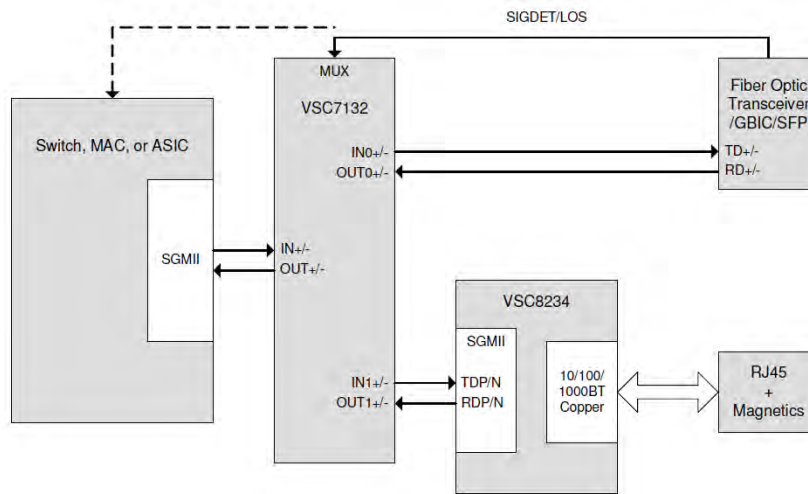 SIGDET/LOS
MUX
VSC7132
Fiber Optic
Transceiver
/GBIC/SFP
Switch, MAC, or ASIC
IN0+/-
TD+/-
OUT0+/-
RD+/-
SGMII
IN+/-
OUT+/-
VSC8234
SGMII
IN1+/-
TDP/N
OUT1+/-
RDP/N
10/100/
1000BT
Copper
RJ45
+
Magnetics